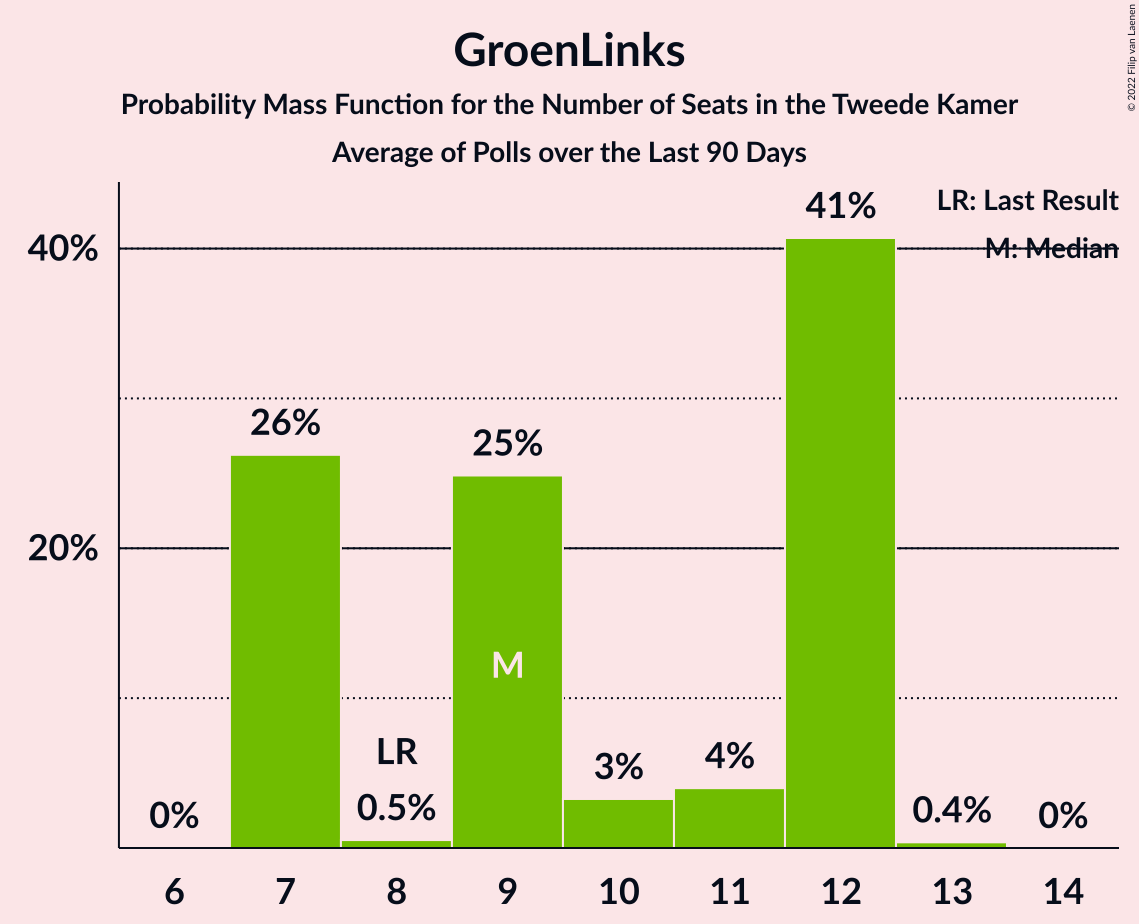 GroenLinks
Probability Mass Function for the Number of Seats in the Tweede Kamer
Average of Polls over the Last 90 Days
© 2022 Filip van Laenen
LR: Last Result
M: Median
40%
20%
0%
26%
LR
0.5%
25%
M
3%
4%
41%
0.4%
0%
6 7 8 9 10 11 12 13 14